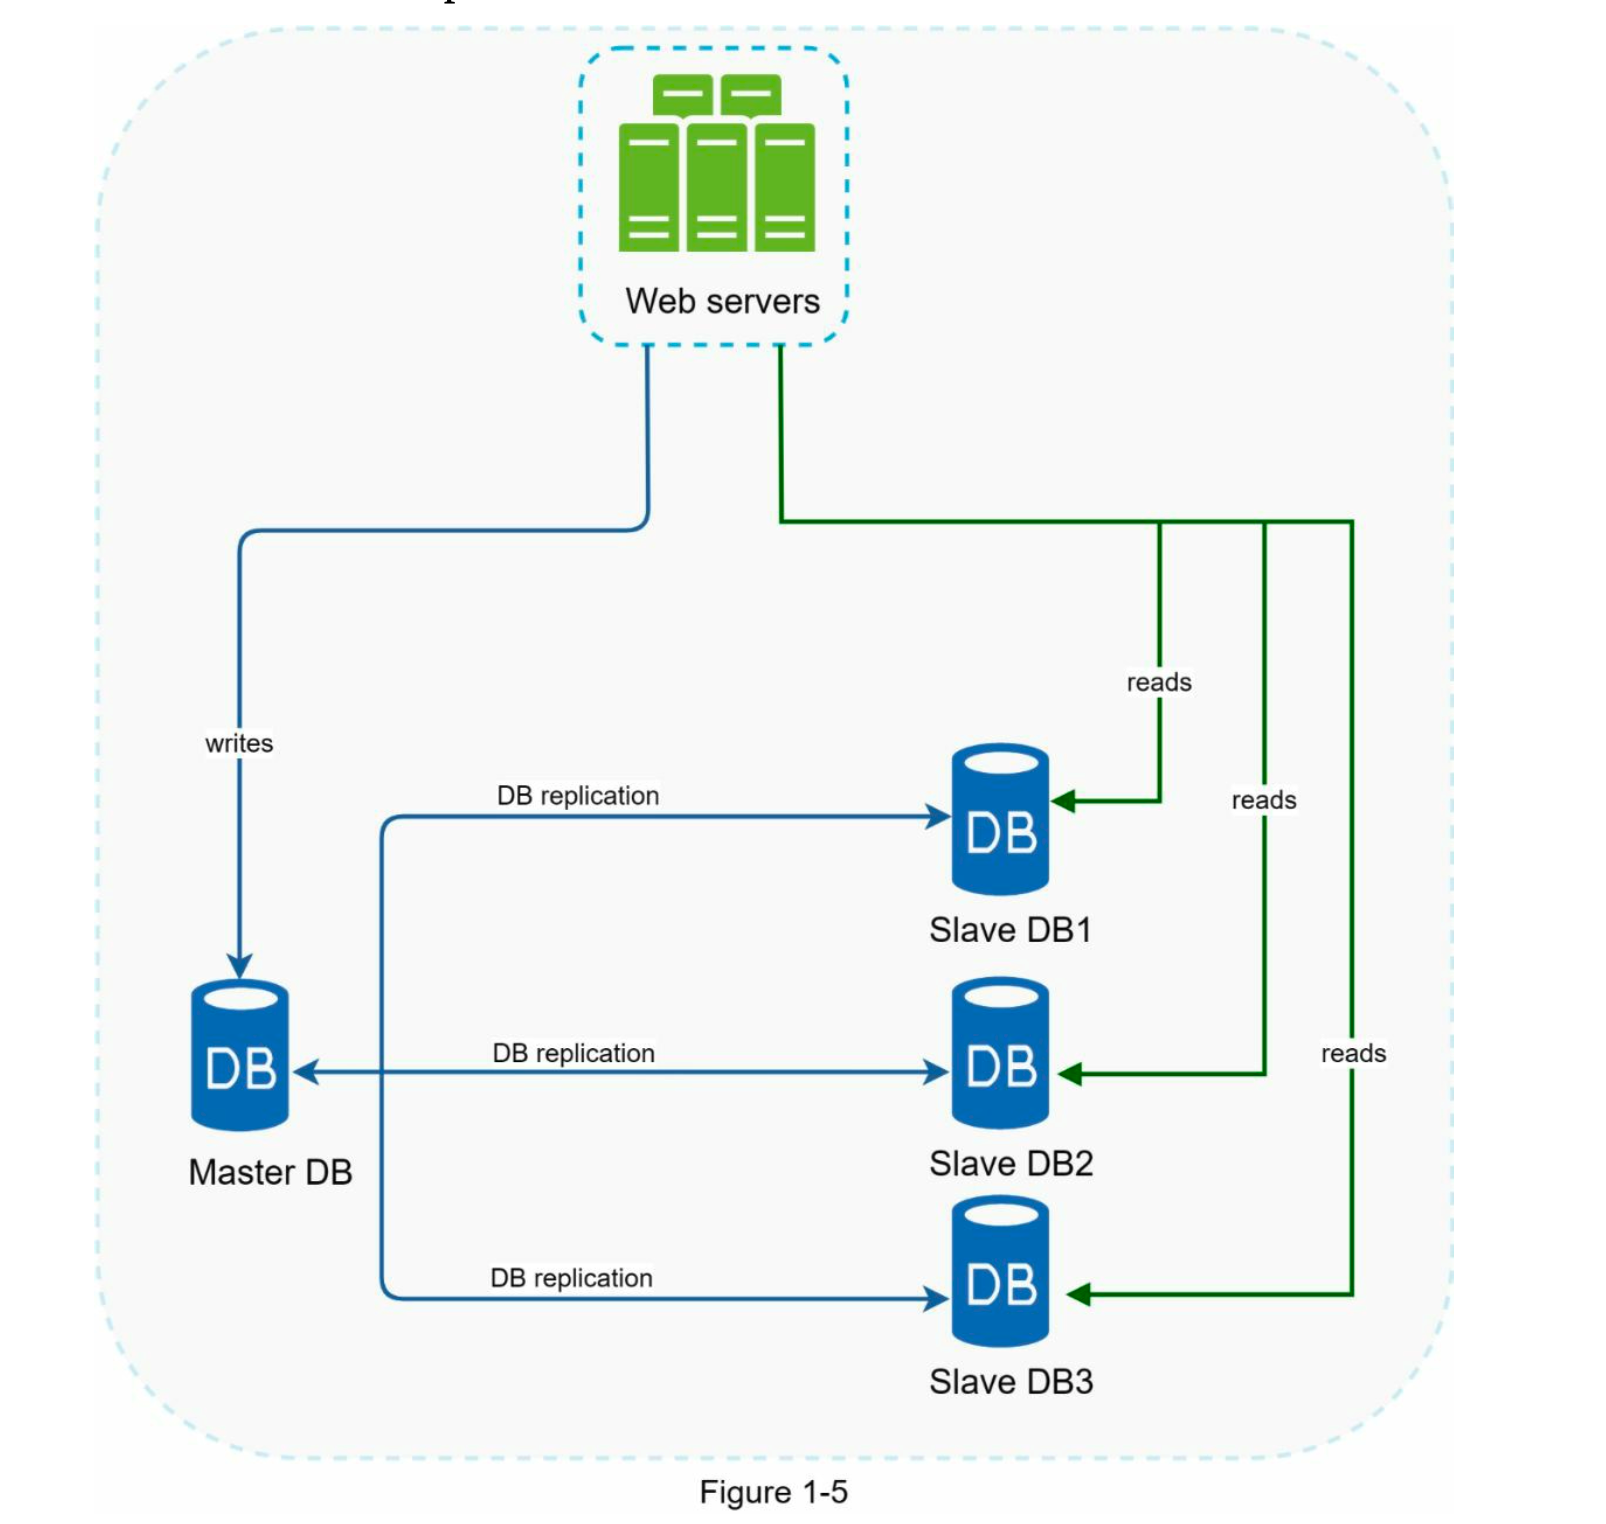 Web servers
reads
writes
DB replication
reads
DB
Slave DB1
DB
Master DB
DB replication
DB
Slave DB2
reads
DB replication
DB
Slave DB3
Figure 1-5